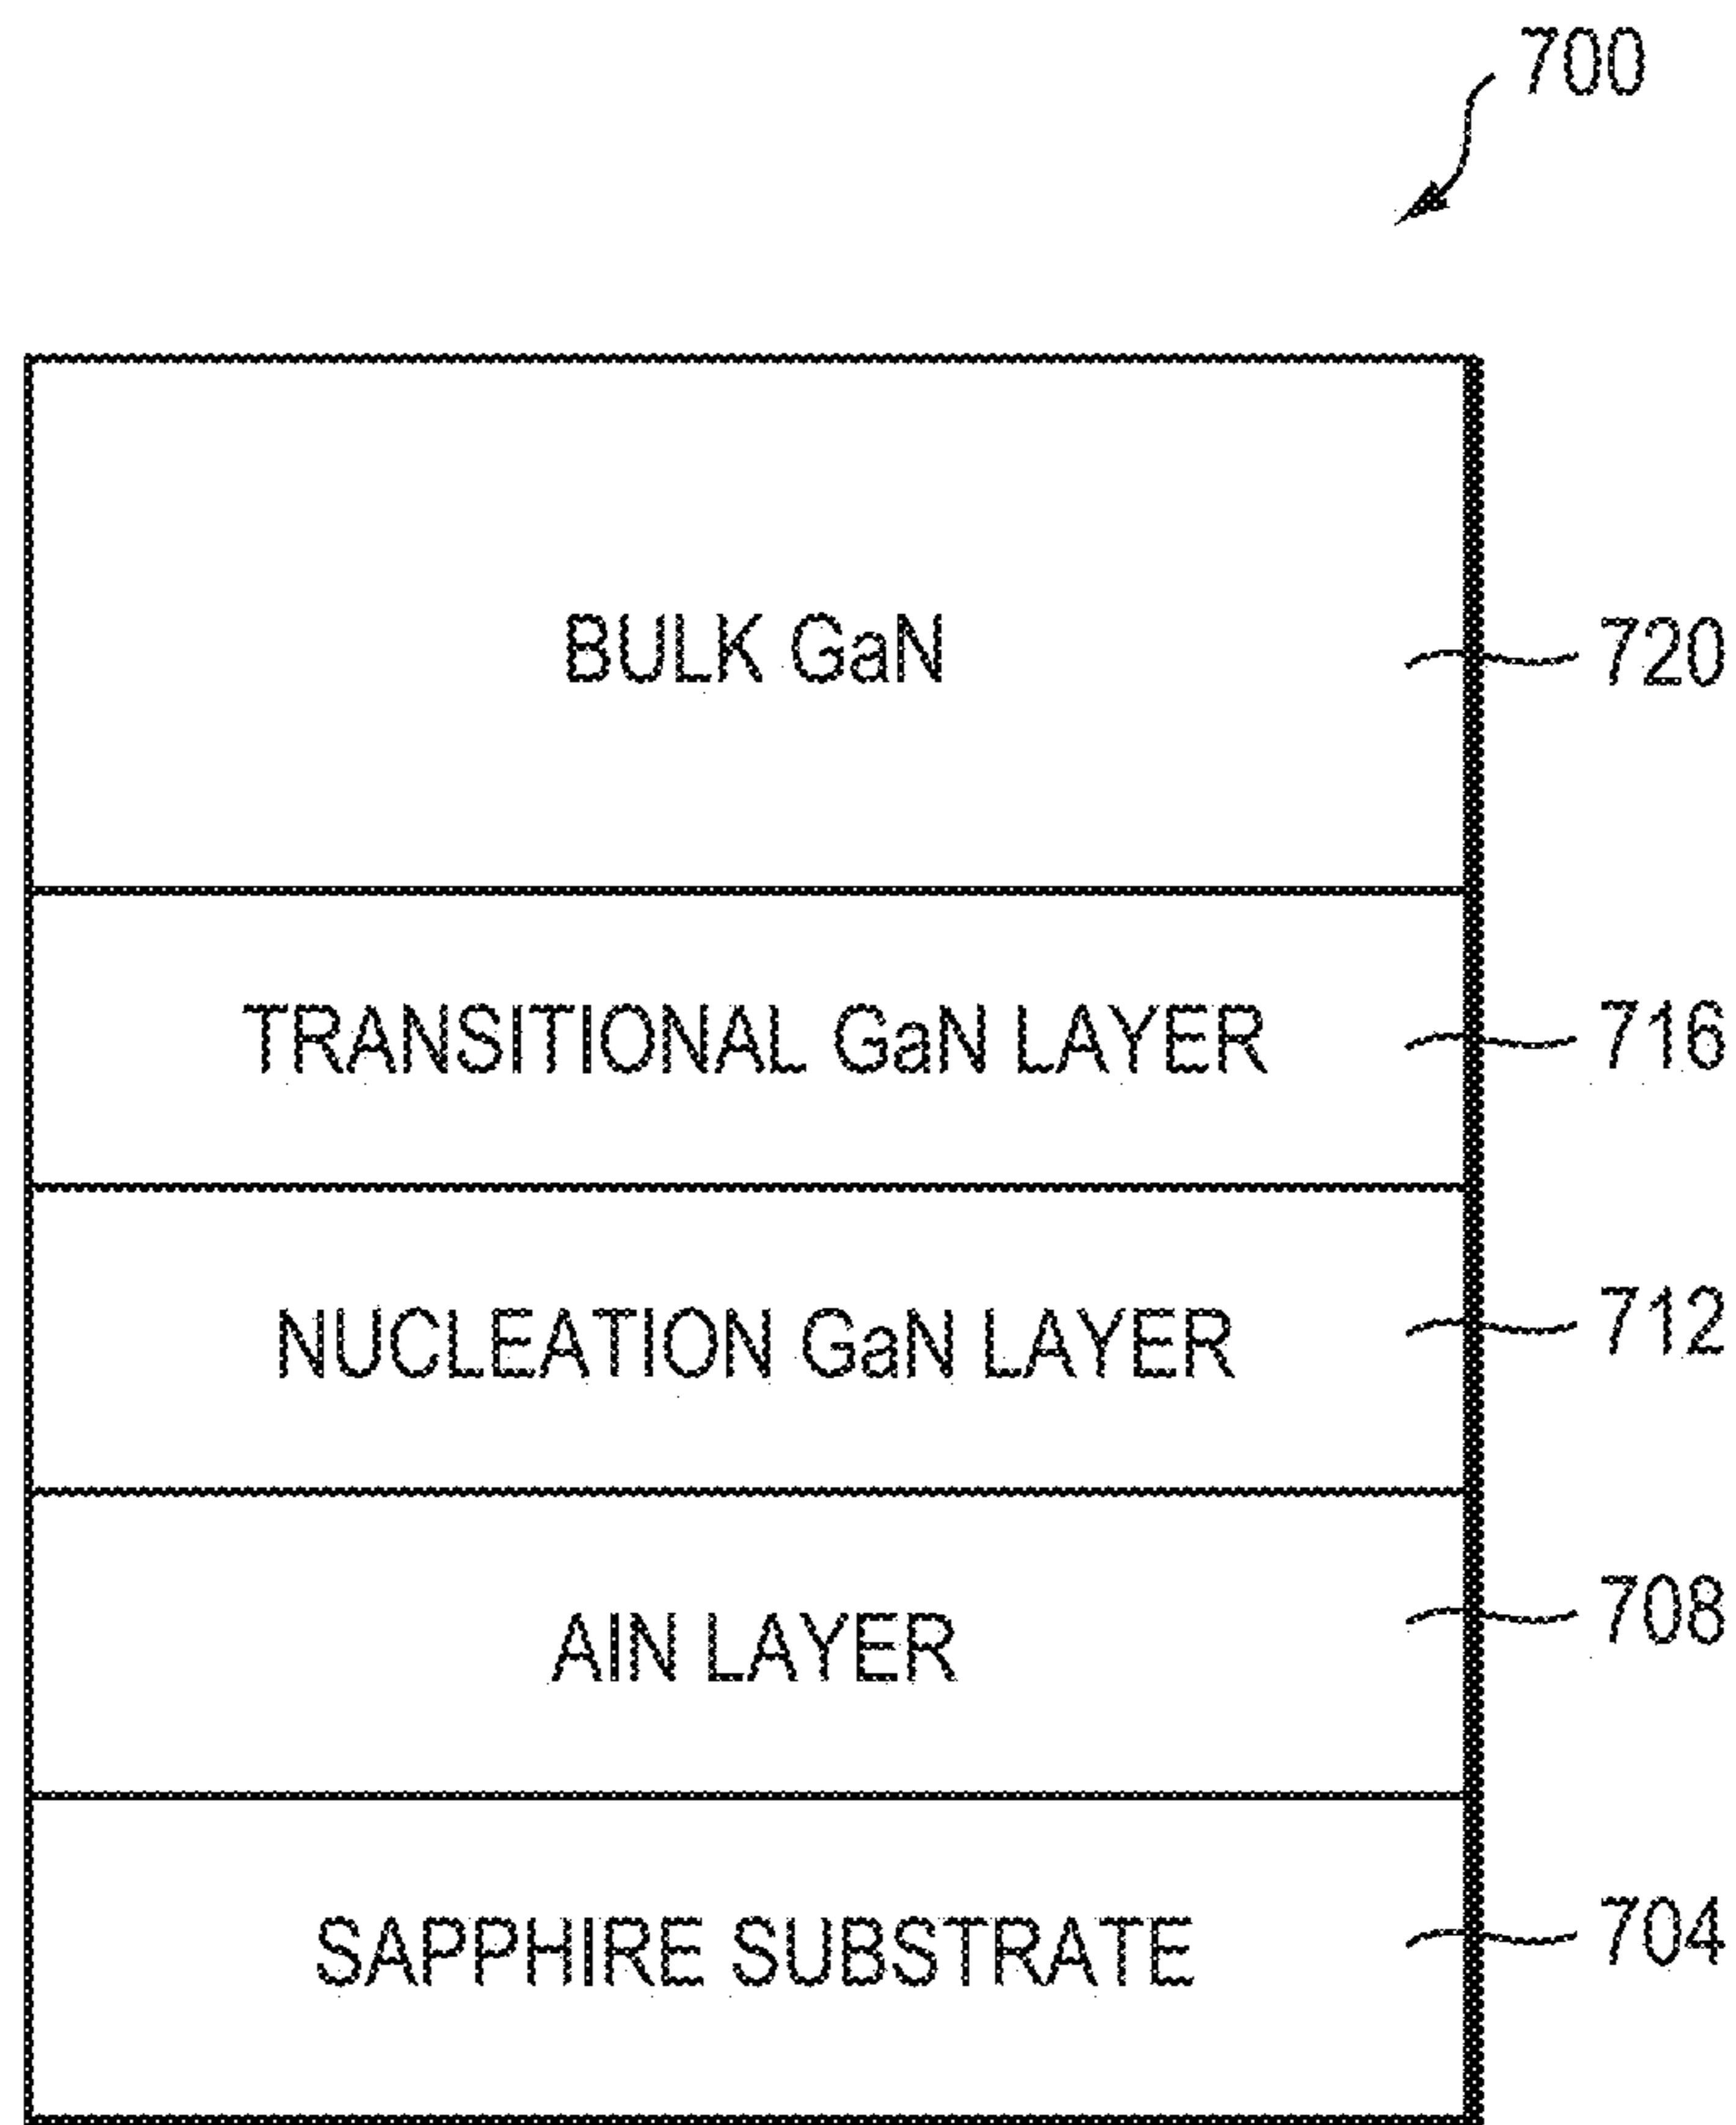 700
BULK GaN
720
TRANSITIONAL GaN LAYER
716
NUCLEATION GaN LAYER
712
AlN LAYER
708
SAPPHIRE SUBSTRATE
704